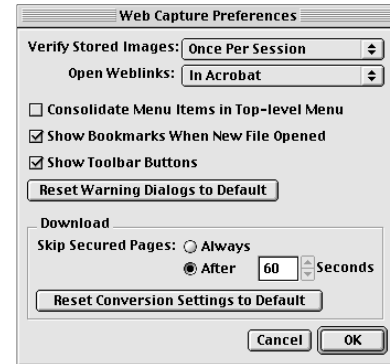 Web Capture Preferences
Verify Stored Images: Once Per Session
Open Weblinks: In Acrobat
Consolidate Menu Items in Top-level Menu
Show Bookmarks When New File Opened
Show Toolbar Buttons
Reset Warning Dialogs to Default
Download
Skip Secured Pages: Always
After 60 Seconds
Reset Conversion Settings to Default
Cancel OK